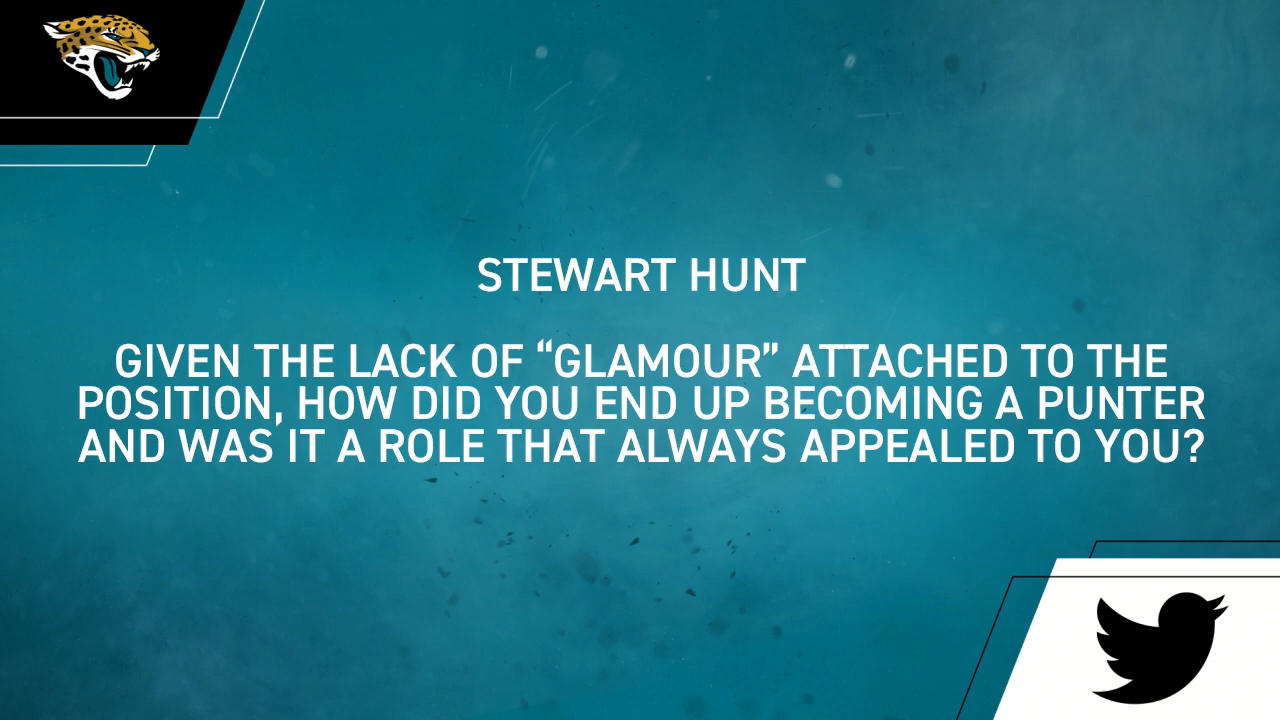 STEWART HUNT
GIVEN THE LACK OF “GLAMOUR” ATTACHED TO THE
POSITION, HOW DID YOU END UP BECOMING A PUNTER
AND WAS IT A ROLE THAT ALWAYS APPEALED TO YOU?